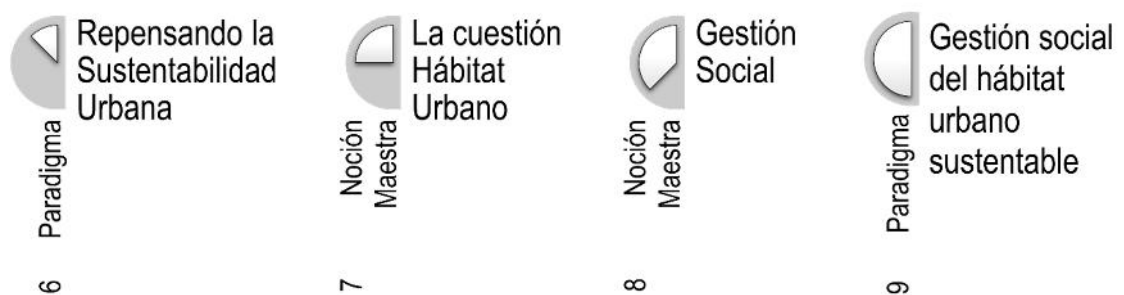 Repensando la
Sustentabilidad
Urbana
Paradigma
6
La cuestión
Hábitat
Urbano
Noción
Maestra
7
Gestión
Social
Noción
Maestra
8
Gestión social
del hábitat
urbano
sustentable
Paradigma
9